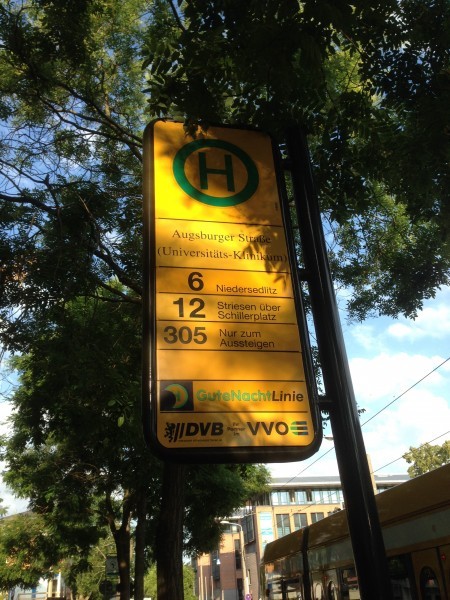 H
Augsburger Straße
(Universitäts-Klinikum)
6 Niedersedlitz
12 Striesen über
Schillerplatz
305 Nur zum
Aussteigen
GuteNachtLinie
DVB VVO